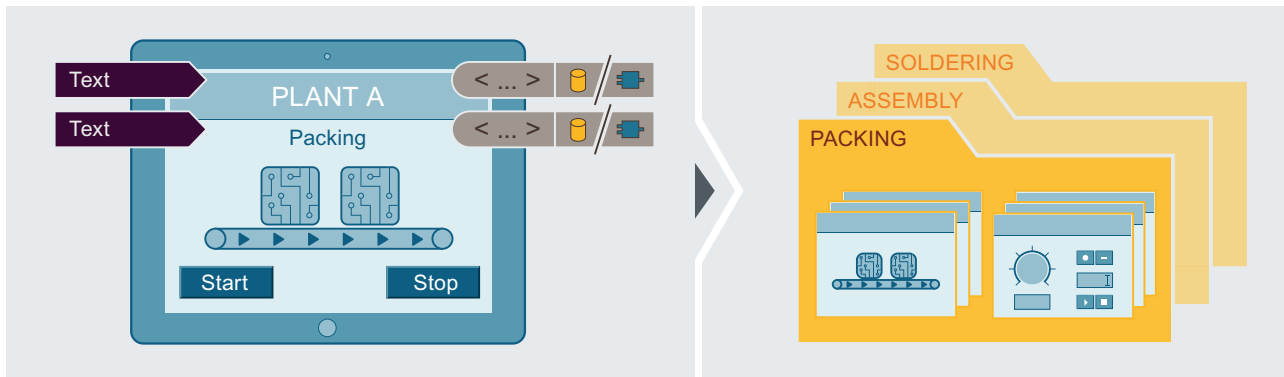 Text
< ... >
PLANT A
Text
< ... >
Packing
Start
Stop
SOLDERING
ASSEMBLY
PACKING